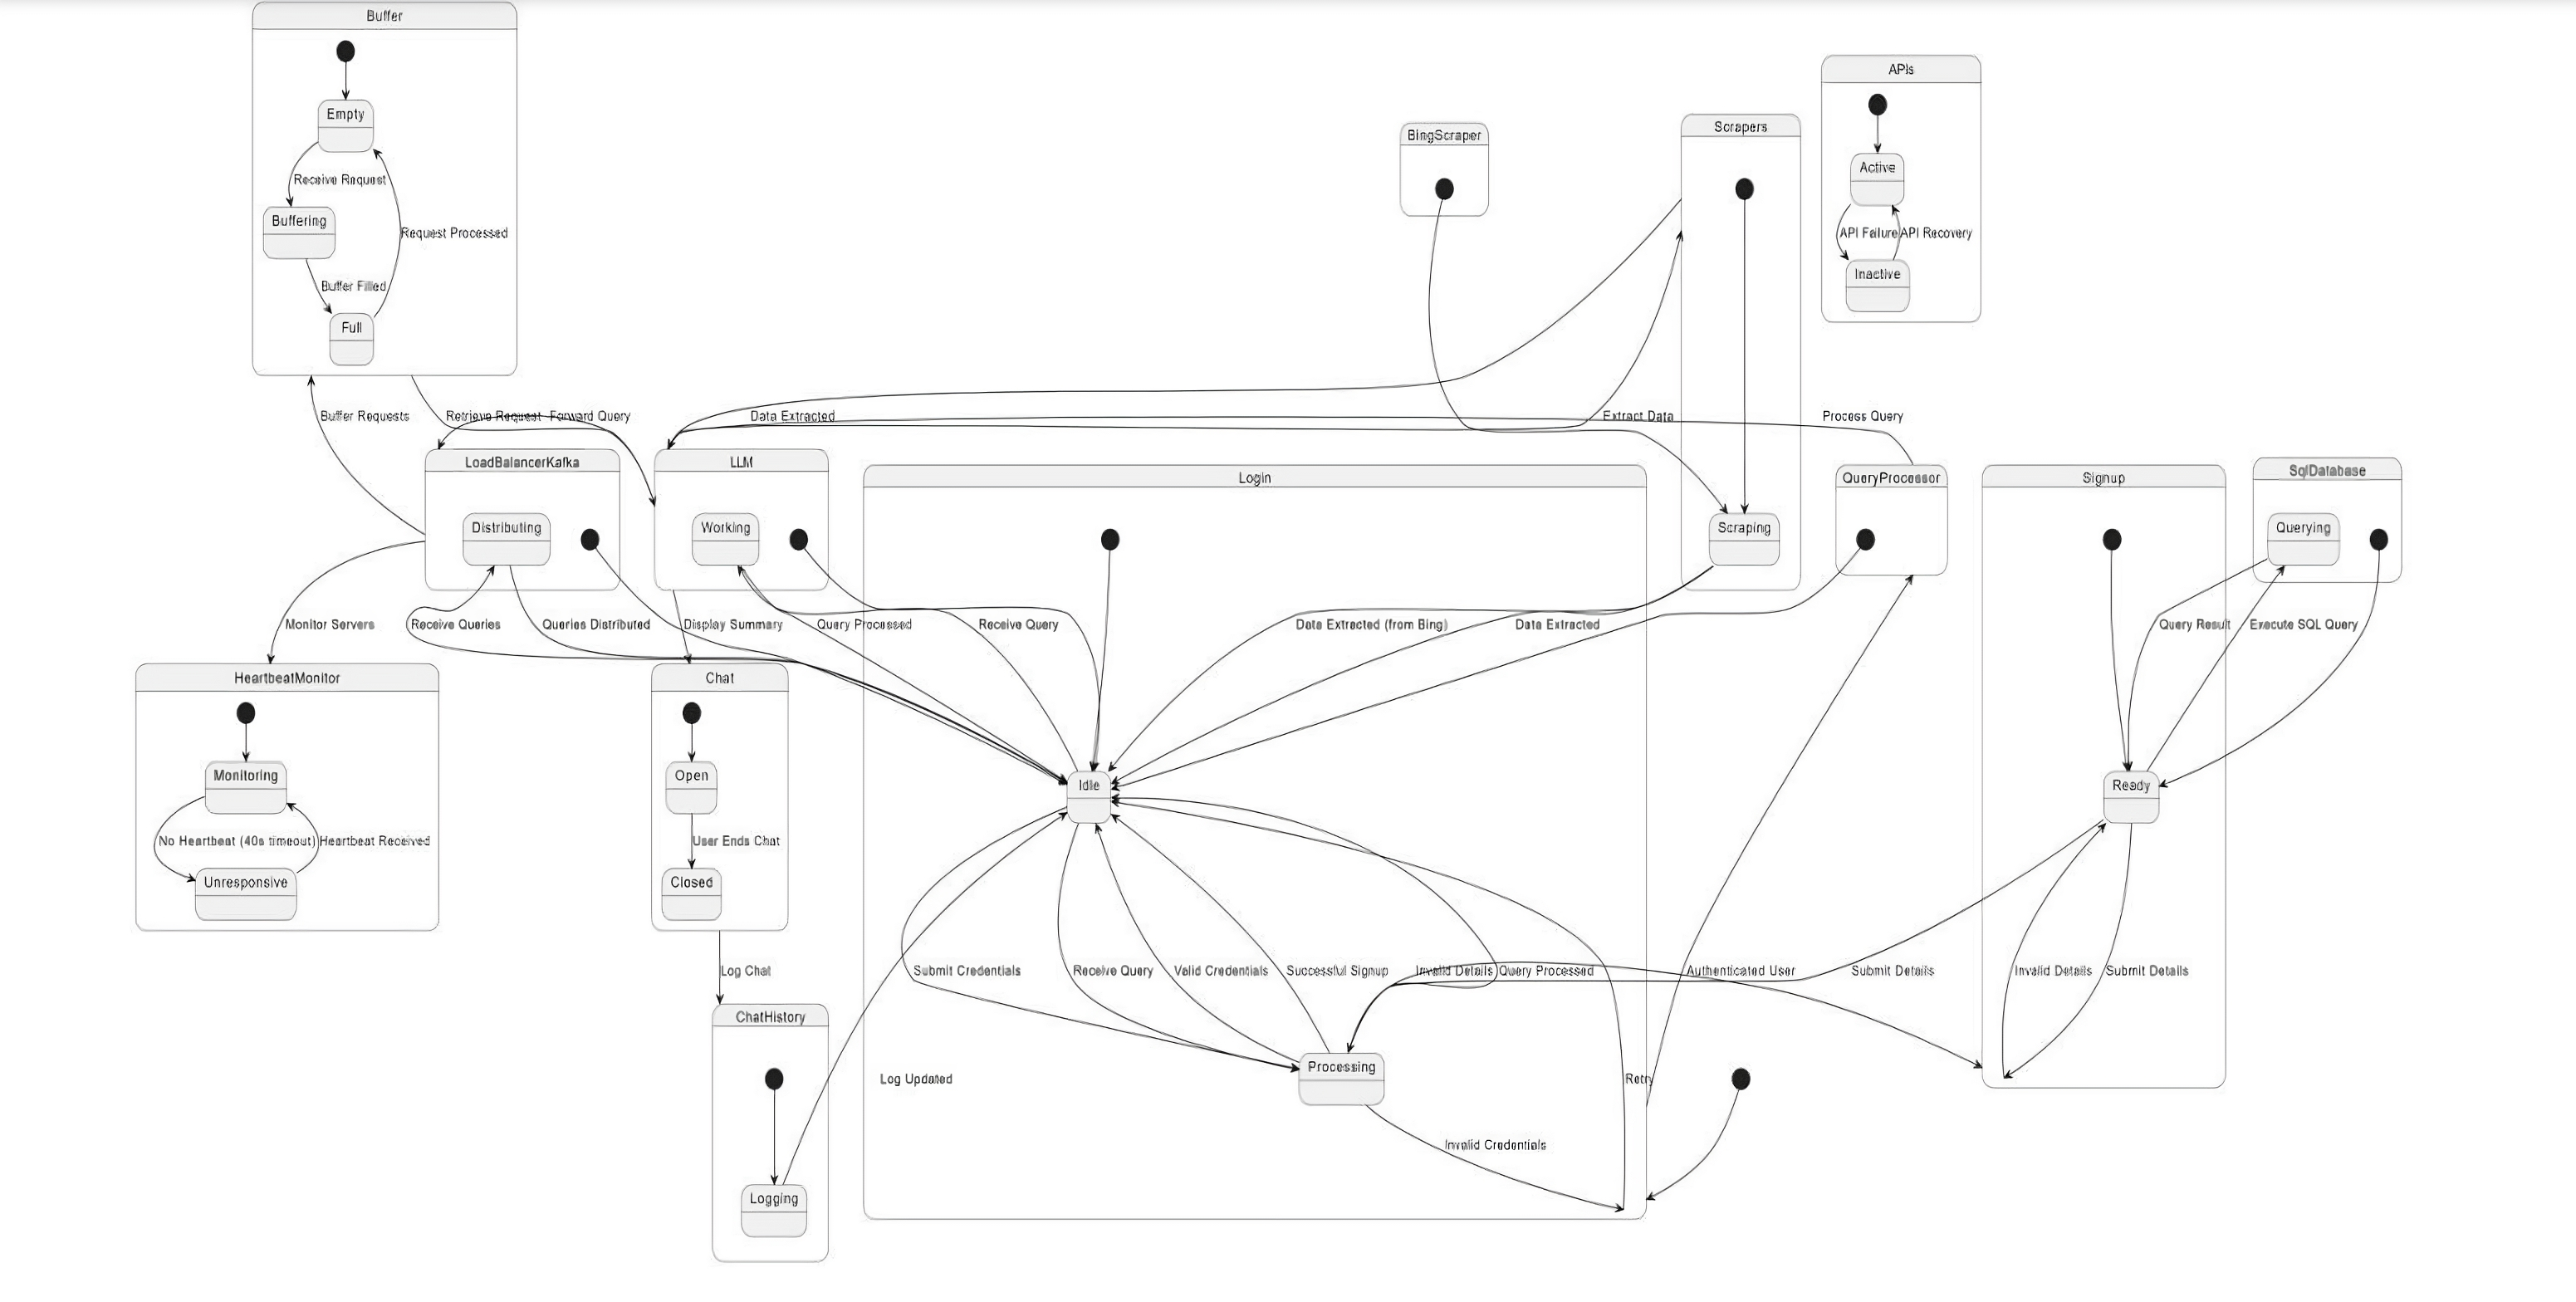 Buffer
Empty
Receive Request
Buffering
Request Processed
Buffer Filled
Full
BingScraper
Scrapers
APIs
Active
API Failure
API Recovery
Inactive
Buffer Requests
Retrieve Request
Forward Query
Data Extracted
Extract Data
Process Query
LoadBalancerKafka
Distributing
LLM
Working
Login
Scraping
QueryProcessor
Signup
SqlDatabase
Querying
Monitor Servers
Receive Queries
Queries Distributed
Display Summary
Query Processed
Receive Query
Data Extracted (from Bing)
Data Extracted
Query Result
Execute SQL Query
HeartbeatMonitor
Monitoring
No Heartbeat (40s timeout)
Heartbeat Received
Unresponsive
Chat
Open
User Ends Chat
Closed
Idle
Ready
Log Chat
Submit Credentials
Receive Query
Valid Credentials
Successful Signup
Invalid Details
Query Processed
Authenticated User
Submit Details
Invalid Details
Submit Details
ChatHistory
Processing
Log Updated
Retry
Invalid Credentials
Logging